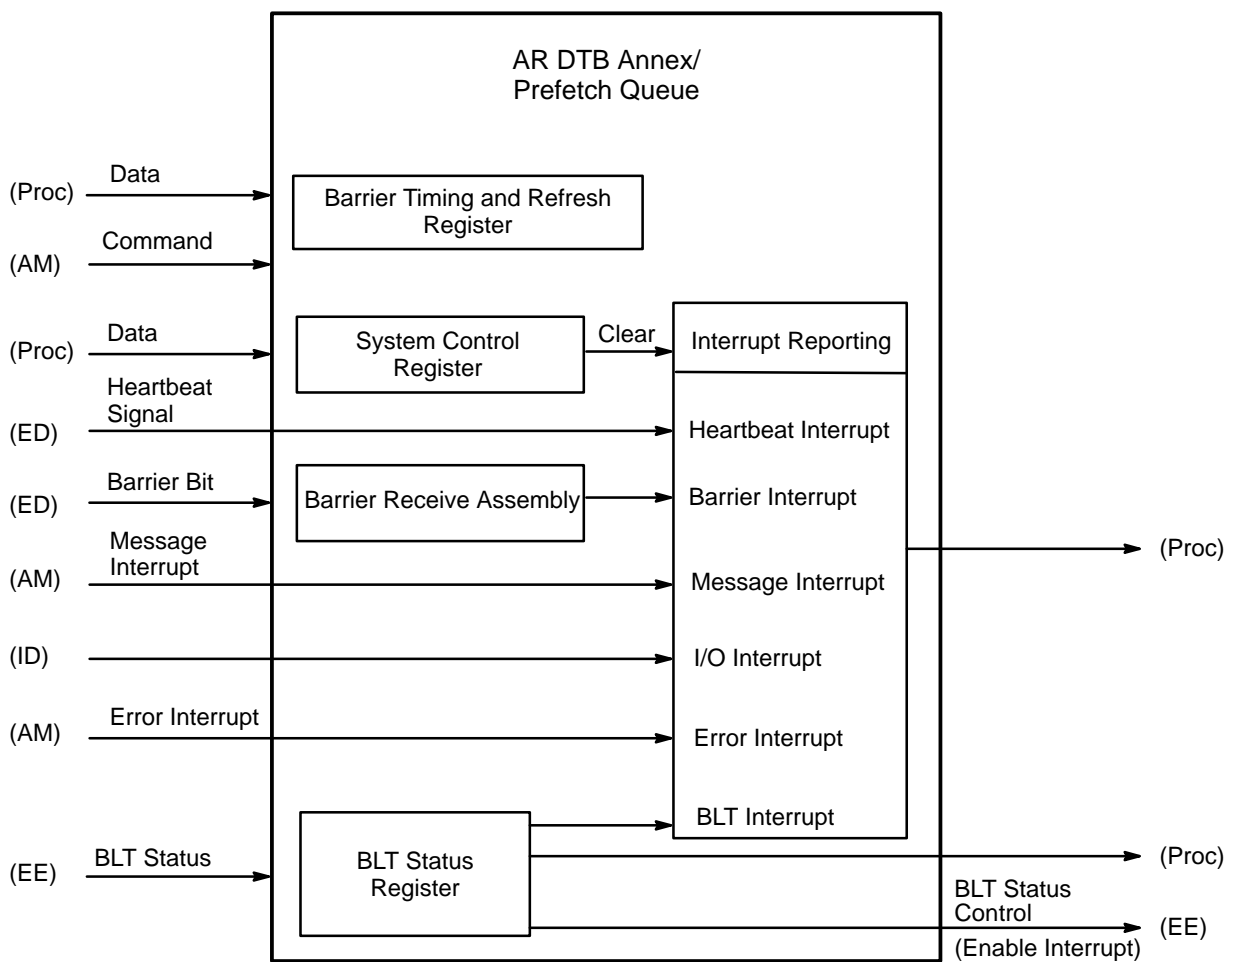 AR DTB Annex/
Prefetch Queue
Data
(Proc)
Barrier Timing and Refresh
Register
Command
(AM)
Data
(Proc)
System Control
Register
Clear
Interrupt Reporting
Heartbeat
Signal
(ED)
Heartbeat Interrupt
Barrier Bit
(ED)
Barrier Receive Assembly
Barrier Interrupt
Message
Interrupt
(AM)
Message Interrupt
(Proc)
(ID)
I/O Interrupt
Error Interrupt
(AM)
Error Interrupt
BLT Interrupt
BLT Status
(EE)
BLT Status
Register
(Proc)
BLT Status
Control
(Enable Interrupt)
(EE)